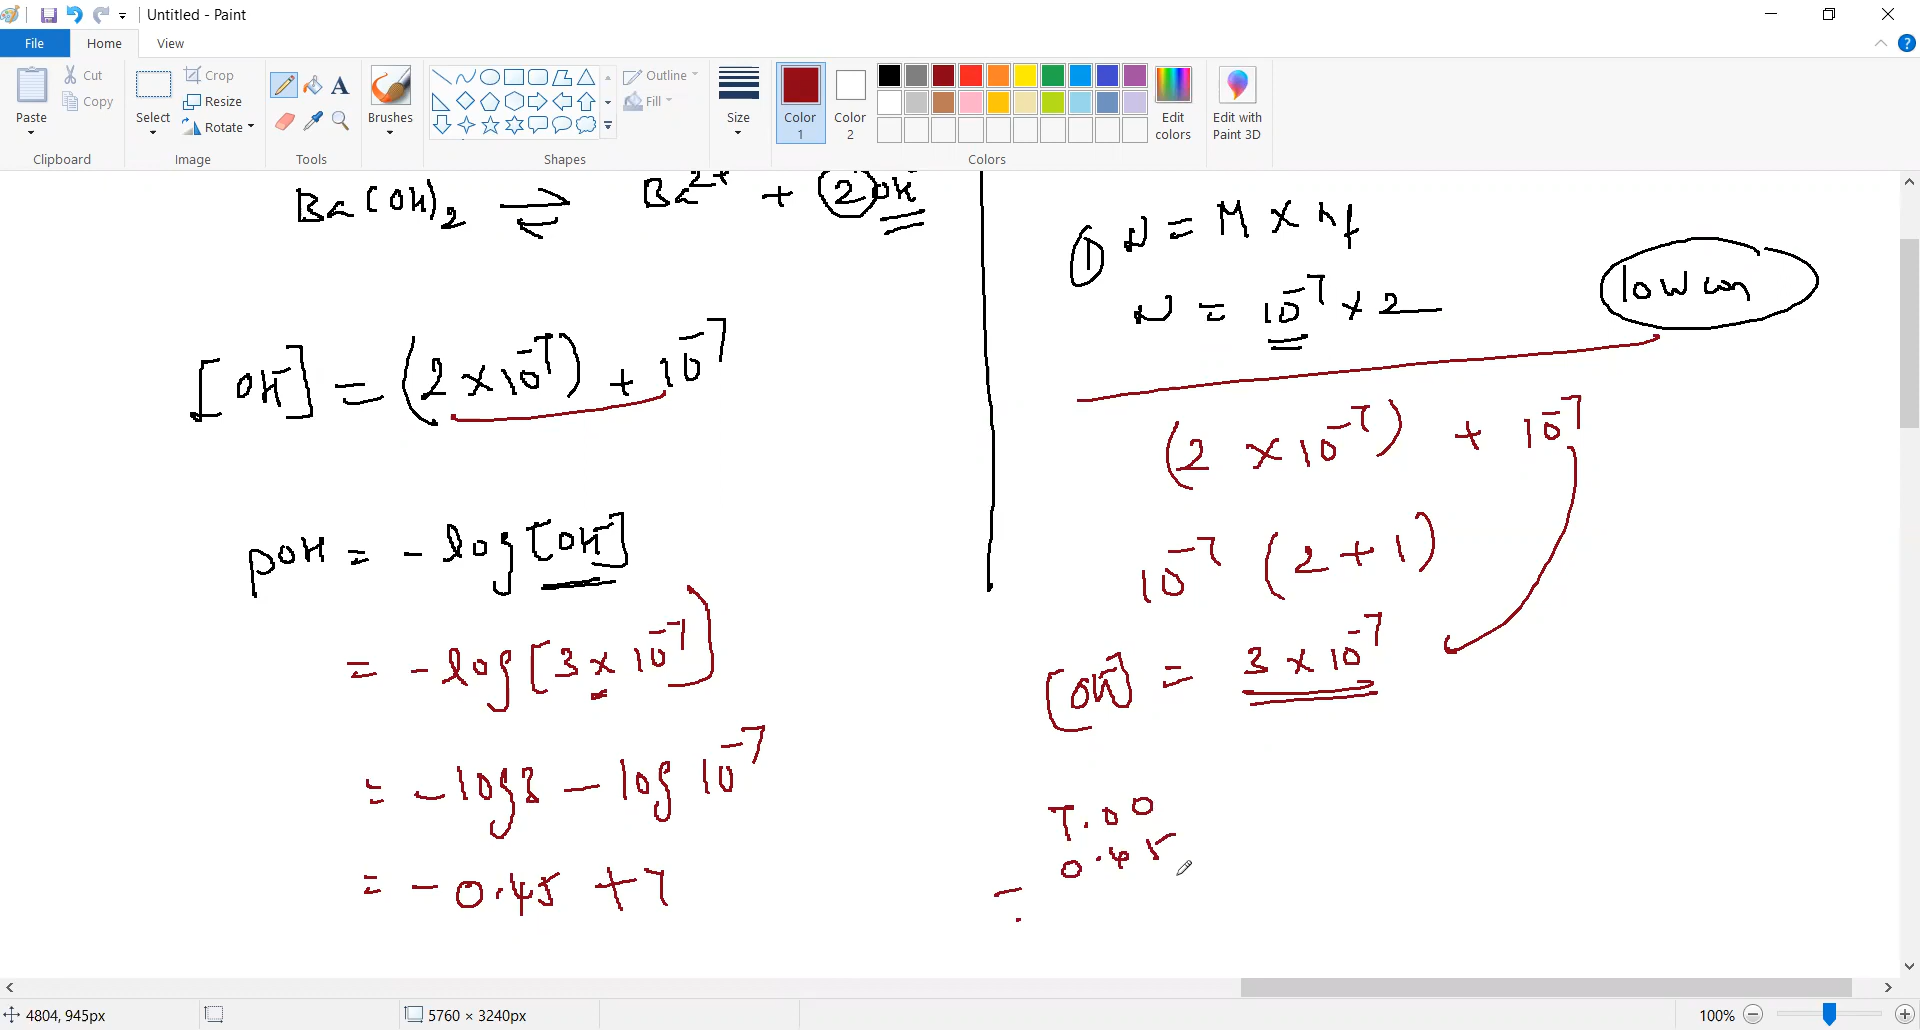 Untitled - Paint
File Home View
Paste Cut Copy Select Crop Resize Rotate Brushes Outline Fill Size Color 1 Color 2 Edit colors Edit with Paint 3D
Clipboard Image Tools Shapes Colors
Ba(OH)₂ ⇌ Ba²⁺ + 2OH⁻
[OH⁻] = (2 × 10⁻⁷) + 10⁻⁷
pOH = - log [OH⁻]
= - log [3 × 10⁻⁷]
= - log 3 - log 10⁻⁷
= - 0.45 + 7
① N = M × nf
N = 10⁻⁷ × 2
low con
(2 × 10⁻⁷) + 10⁻⁷
10⁻⁷ (2 + 1)
[OH⁻] = 3 × 10⁻⁷
7.00
0.45
4804, 945px 5760 × 3240px 100%